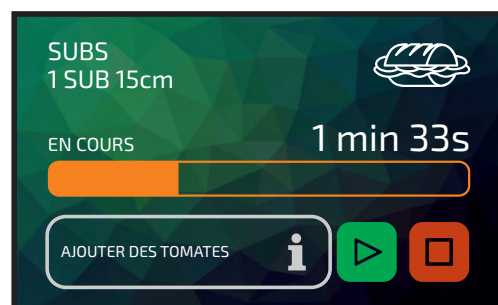 SUBS
1 SUB 15cm
EN COURS
1 min 33s
AJOUTER DES TOMATES
i